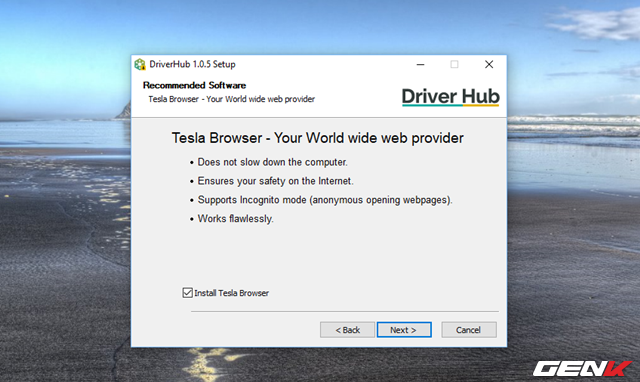 DriverHub 1.0.5 Setup
Recommended Software
Tesla Browser - Your World wide web provider
Driver Hub
Tesla Browser - Your World wide web provider
• Does not slow down the computer.
• Ensures your safety on the Internet.
• Supports Incognito mode (anonymous opening webpages).
• Works flawlessly.
Install Tesla Browser
< Back
Next >
Cancel
GENK